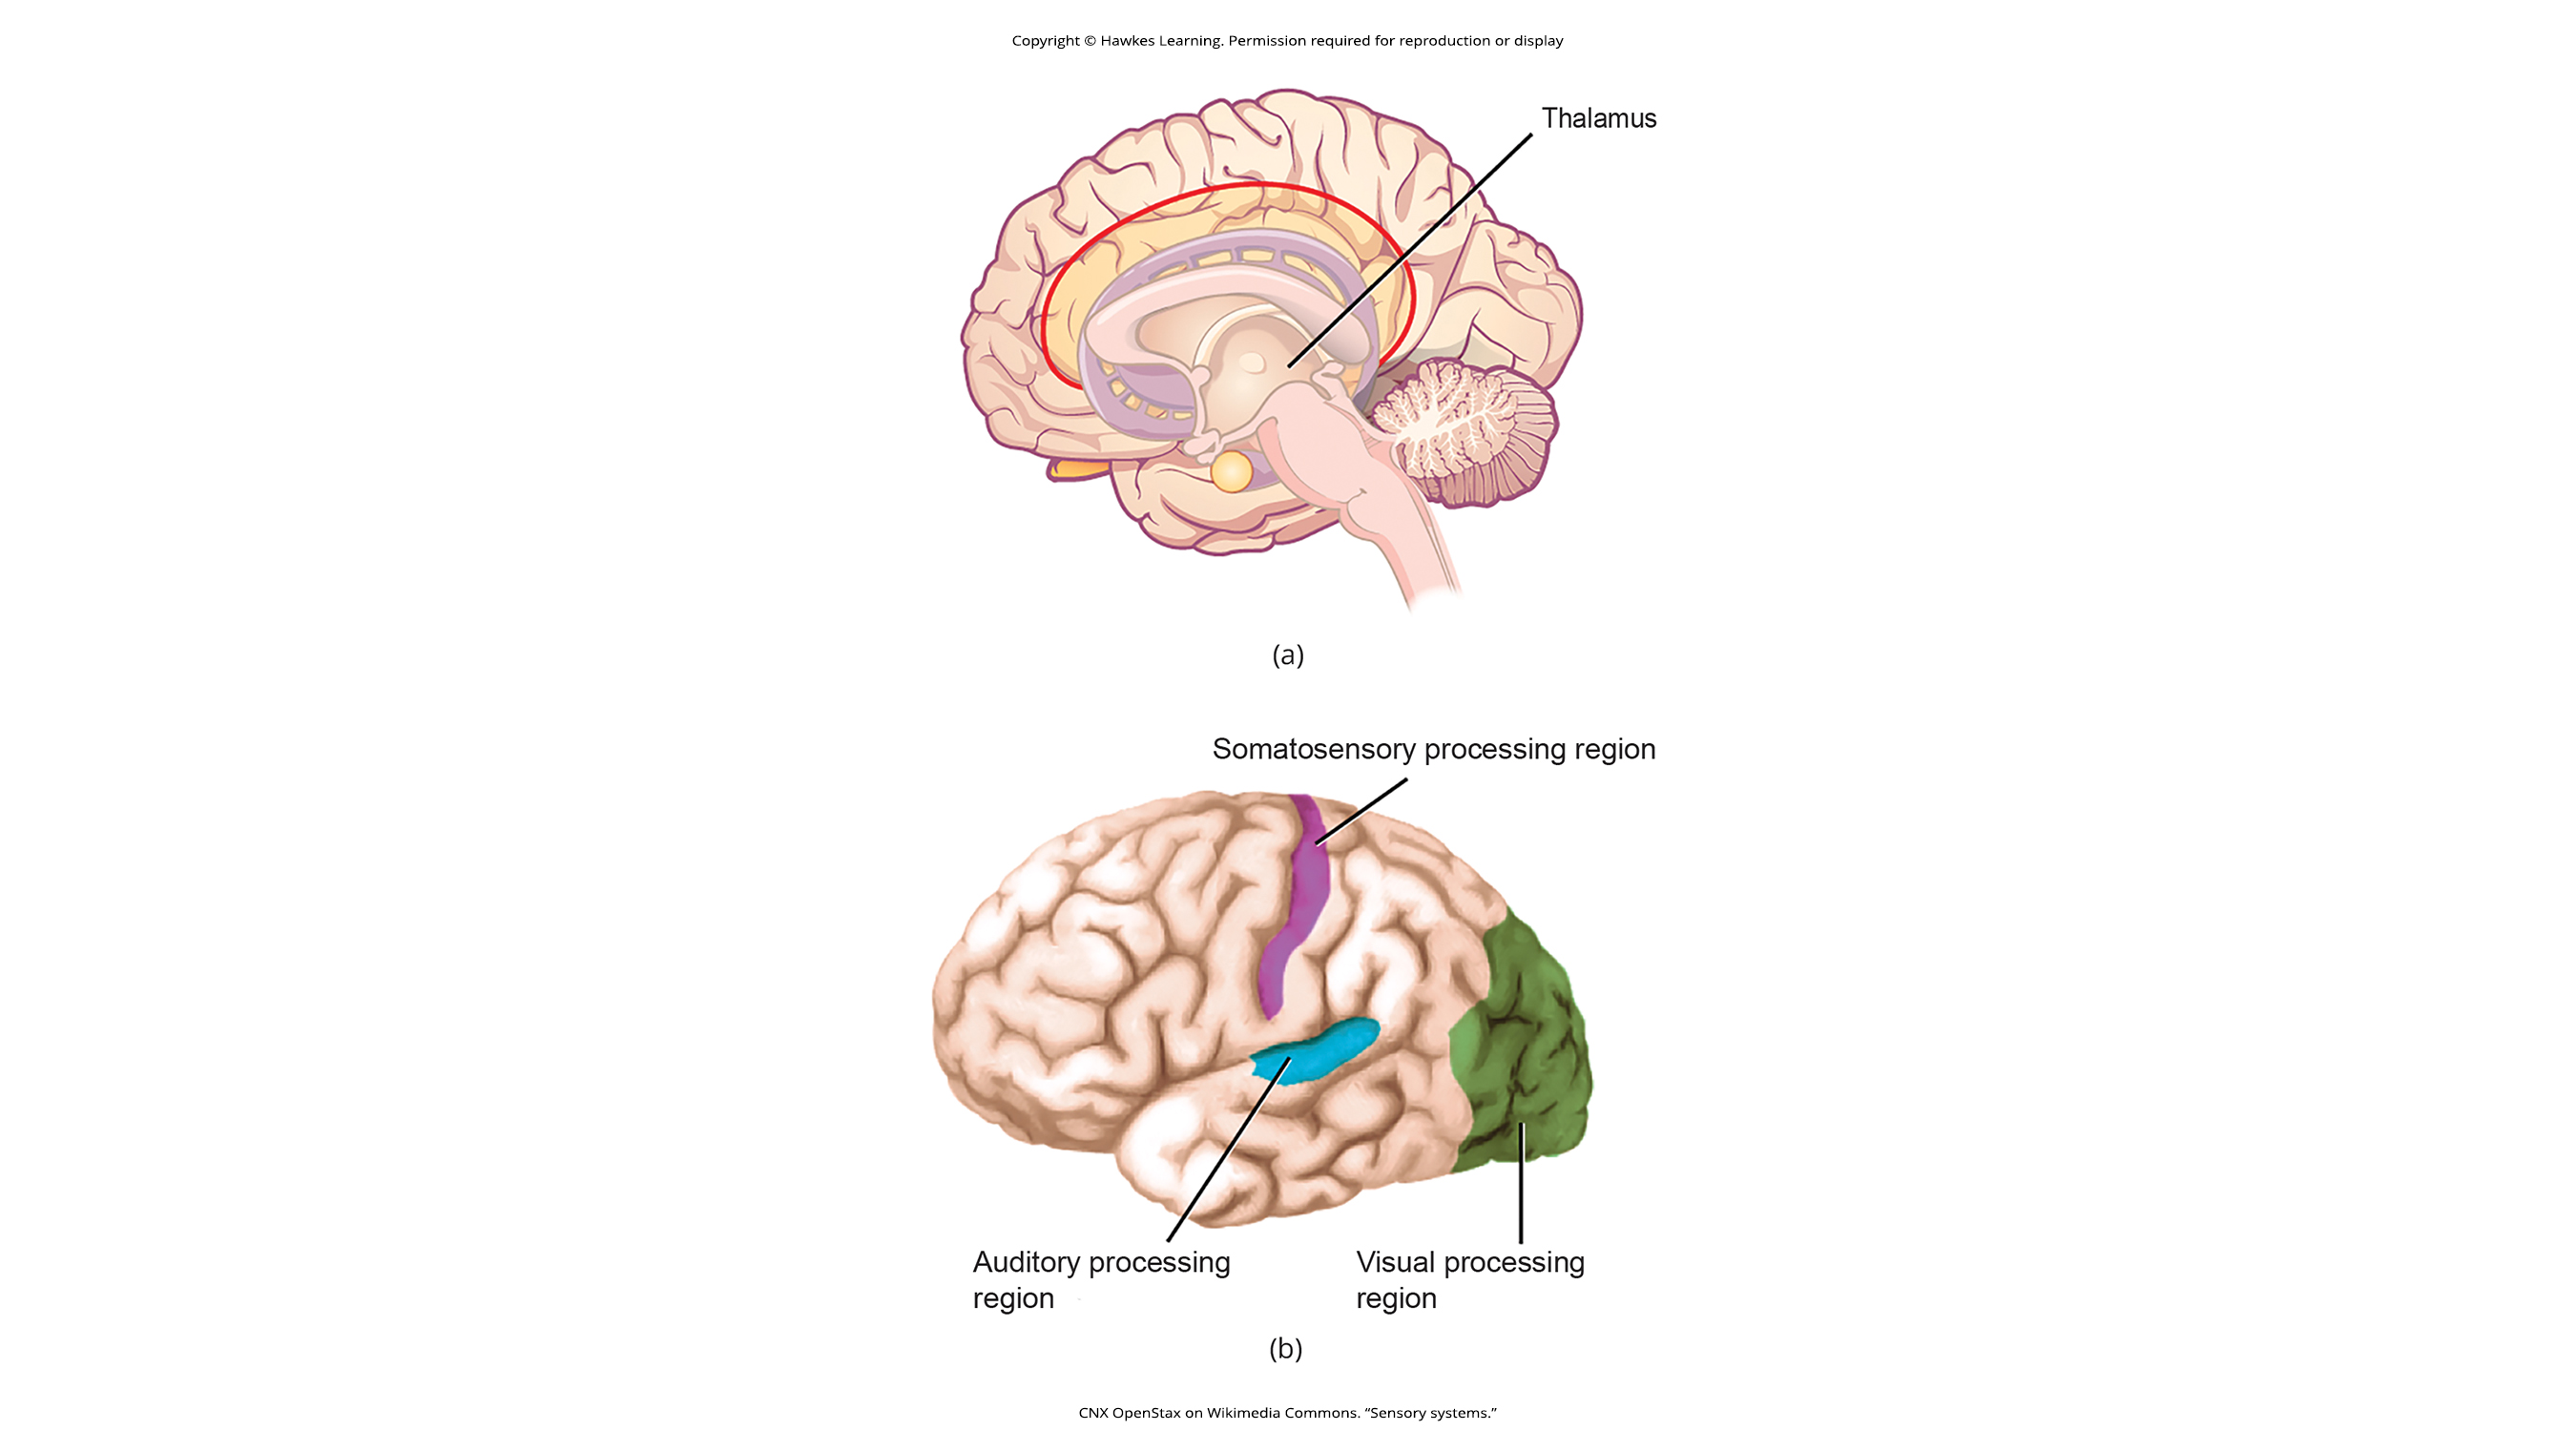 Copyright © Hawkes Learning. Permission required for reproduction or display
Thalamus
(a)
Somatosensory processing region
Auditory processing
region
Visual processing
region
(b)
CNX OpenStax on Wikimedia Commons. “Sensory systems.”